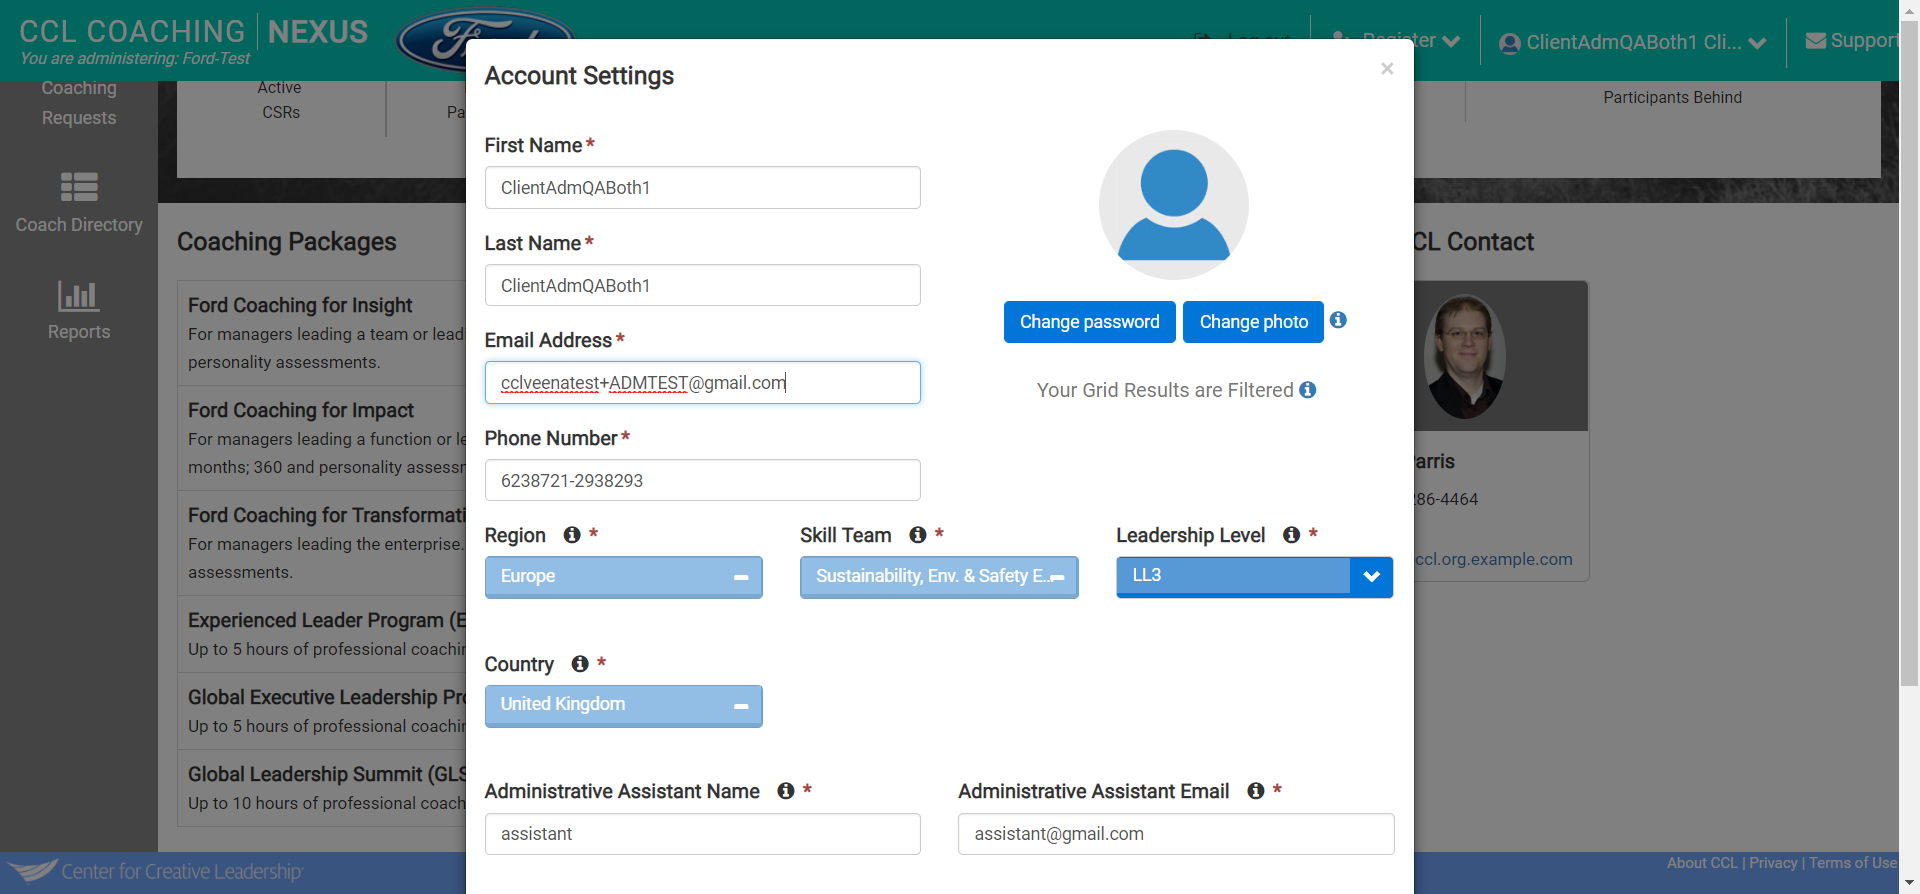 CCL COACHING NEXUS
You are administering: Ford-Test
Ford
Logout
Register
ClientAdmQABoth1 Cli...
Support
Coaching
Requests
Coach Directory
Reports
Active
CSRs
Pa
Participants Behind
Coaching Packages
Ford Coaching for Insight
For managers leading a team or lead
personality assessments.
Ford Coaching for Impact
For managers leading a function or le
months; 360 and personality assessm
Ford Coaching for Transformati
For managers leading the enterprise.
assessments.
Experienced Leader Program (E
Up to 5 hours of professional coachin
Global Executive Leadership Pro
Up to 5 hours of professional coachin
Global Leadership Summit (GLS
Up to 10 hours of professional coach
Account Settings
×
First Name *
ClientAdmQABoth1
Last Name *
ClientAdmQABoth1
Email Address *
cclveenatest+ADMTEST@gmail.com
Phone Number *
6238721-2938293
Change password
Change photo
Your Grid Results are Filtered
Region *
Europe
Skill Team *
Sustainability, Env. & Safety E...
Leadership Level *
LL3
Country *
United Kingdom
Administrative Assistant Name *
assistant
Administrative Assistant Email *
assistant@gmail.com
CL Contact
arris
286-4464
ccl.org.example.com
Center for Creative Leadership
About CCL | Privacy | Terms of Use